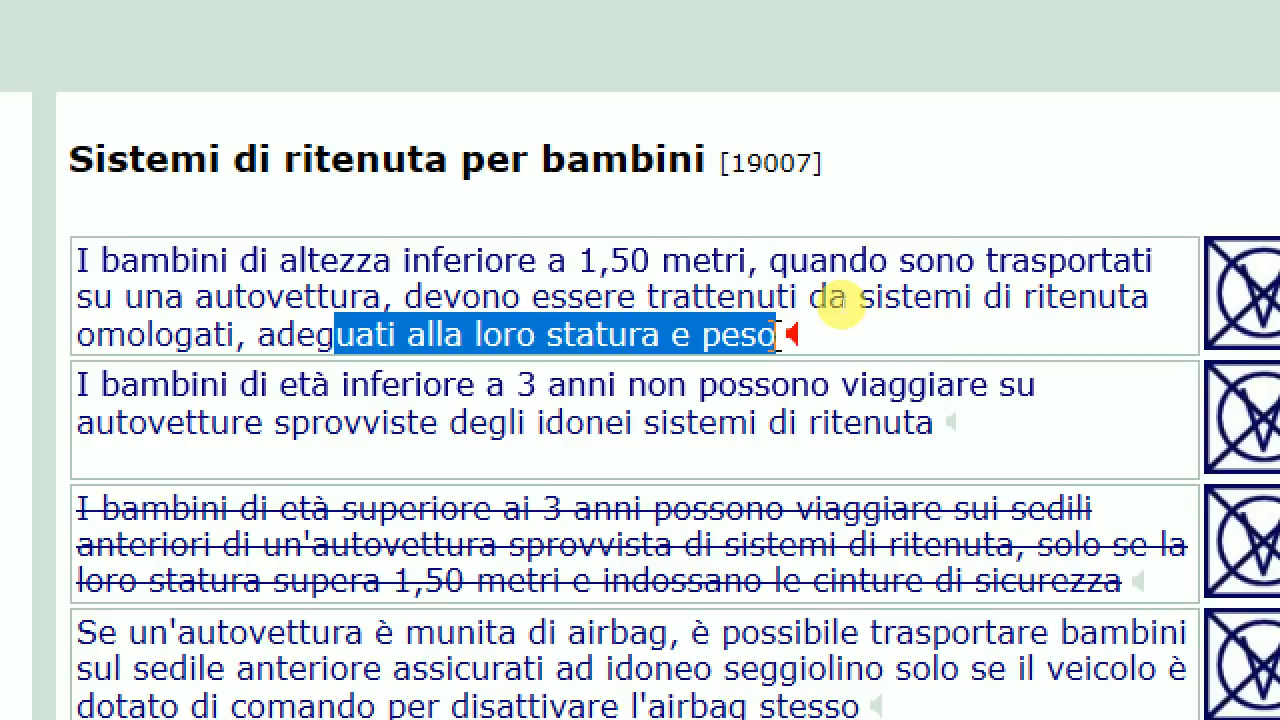 Sistemi di ritenuta per bambini [19007]
I bambini di altezza inferiore a 1,50 metri, quando sono trasportati
su una autovettura, devono essere trattenuti da sistemi di ritenuta
omologati, adeguati alla loro statura e peso
I bambini di età inferiore a 3 anni non possono viaggiare su
autovetture sprovviste degli idonei sistemi di ritenuta
I bambini di età superiore ai 3 anni possono viaggiare sui sedili
anteriori di un'autovettura sprovvista di sistemi di ritenuta, solo se la
loro statura supera 1,50 metri e indossano le cinture di sicurezza
Se un'autovettura è munita di airbag, è possibile trasportare bambini
sul sedile anteriore assicurati ad idoneo seggiolino solo se il veicolo è
dotato di comando per disattivare l'airbag stesso